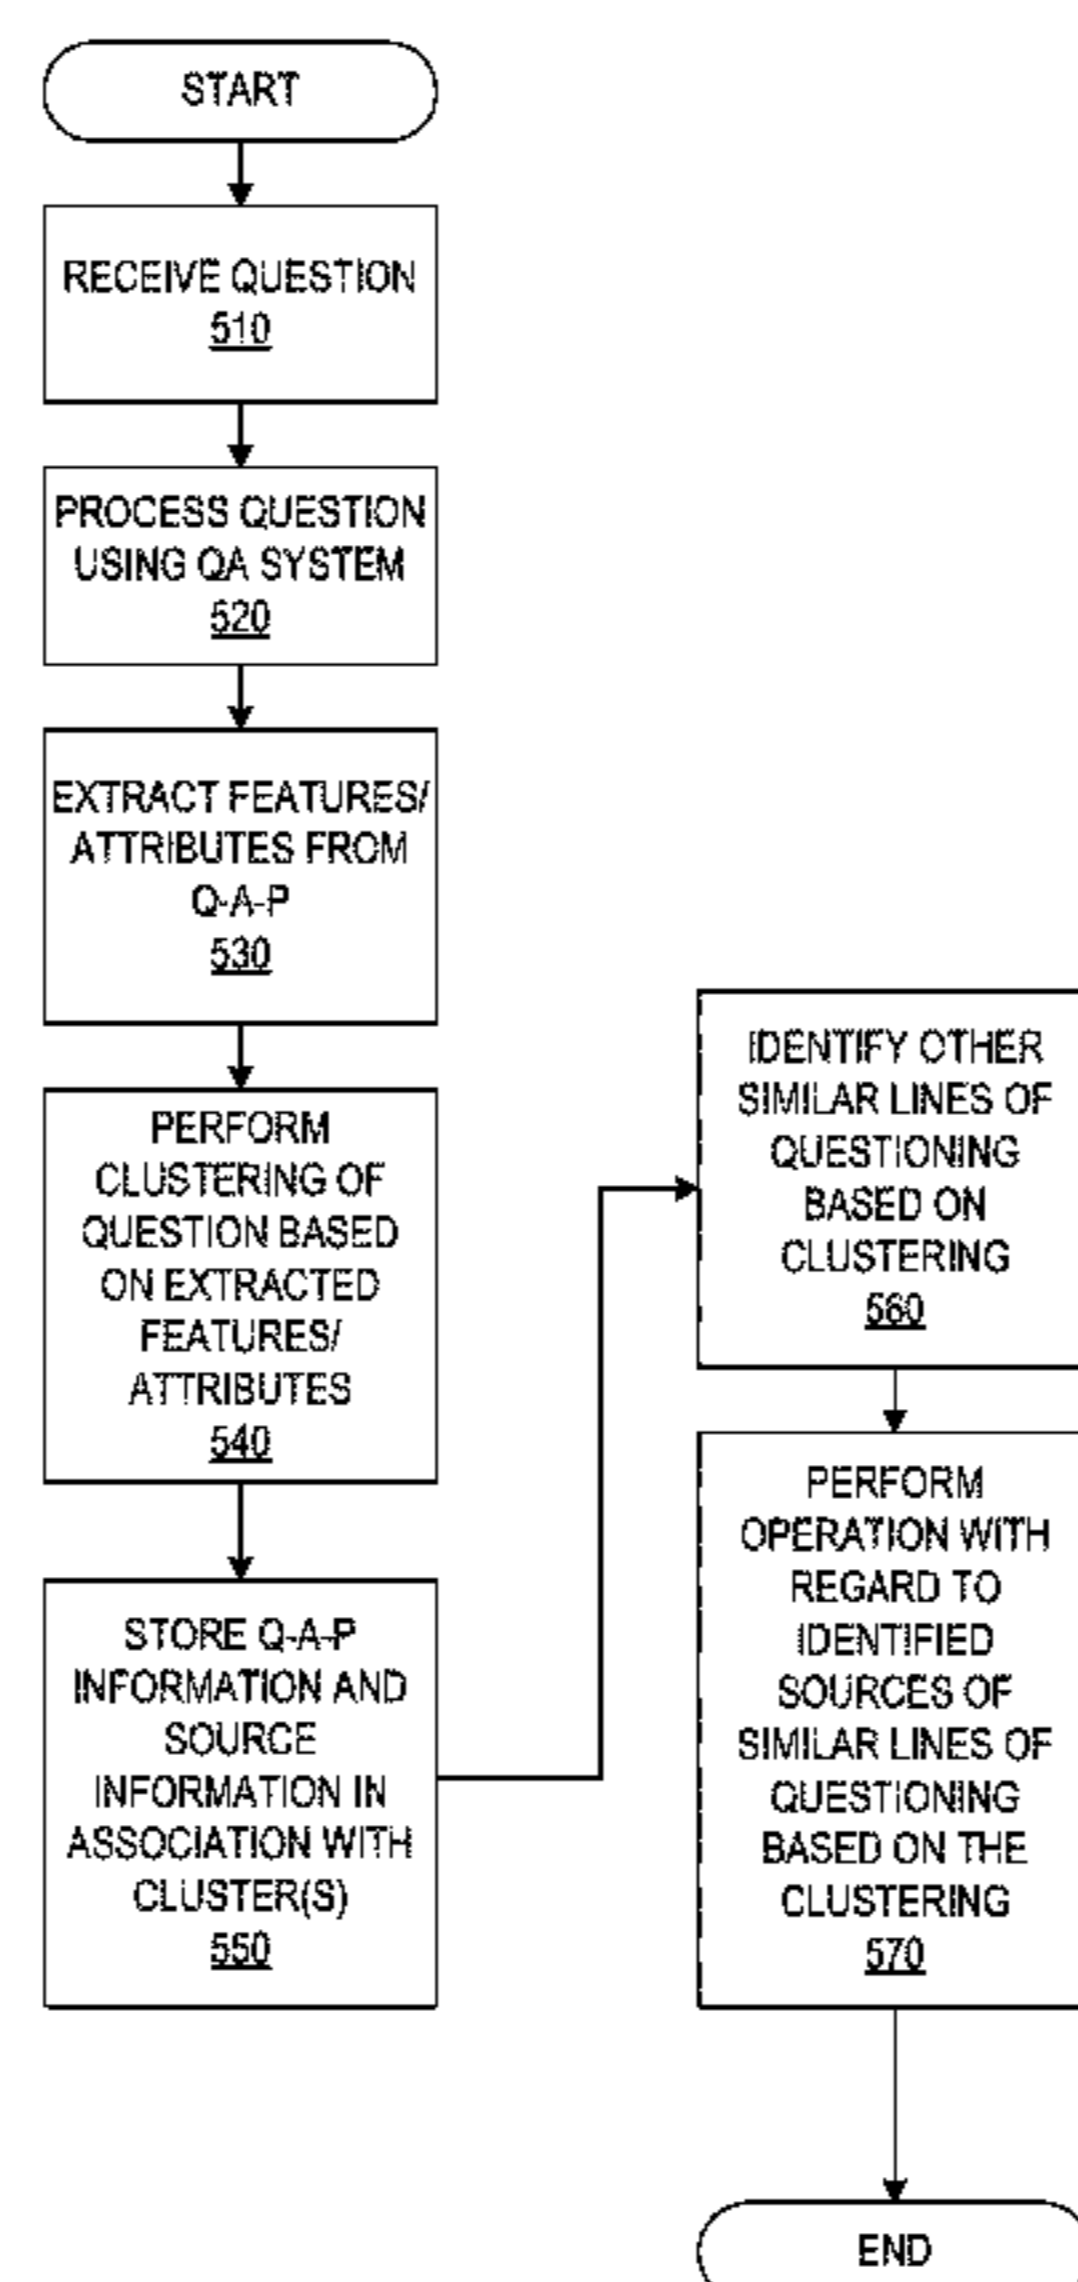 START
RECEIVE QUESTION
510
PROCESS QUESTION
USING QA SYSTEM
520
EXTRACT FEATURES/
ATTRIBUTES FROM
Q-A-P
530
PERFORM
CLUSTERING OF
QUESTION BASED
ON EXTRACTED
FEATURES/
ATTRIBUTES
540
STORE Q-A-P
INFORMATION AND
SOURCE
INFORMATION IN
ASSOCIATION WITH
CLUSTER(S)
550
IDENTIFY OTHER
SIMILAR LINES OF
QUESTIONING
BASED ON
CLUSTERING
560
PERFORM
OPERATION WITH
REGARD TO
IDENTIFIED
SOURCES OF
SIMILAR LINES OF
QUESTIONING
BASED ON THE
CLUSTERING
570
END